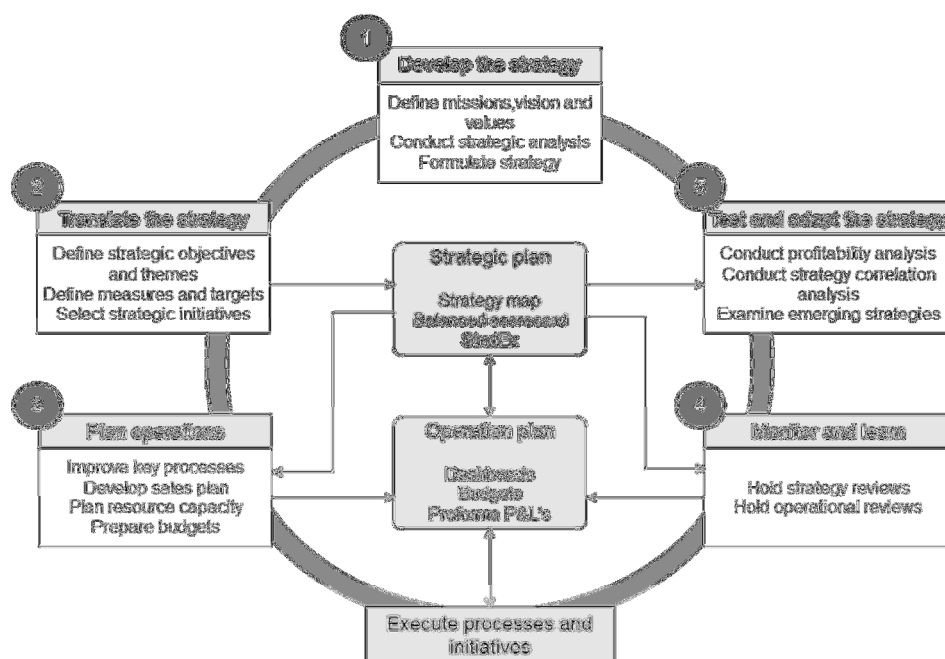 1
Develop the strategy
Define missions,vision and
values
Conduct strategic analysis
Formulate strategy
2
Translate the strategy
Define strategic objectives
and themes
Define measures and targets
Select strategic initiatives
Strategic plan
Strategy map
Balanced scorecard
5
Test and adapt the strategy
Conduct profitability analysis
Conduct strategy correlation
analysis
Examine emerging strategies
3
Plan operations
Improve key processes
Develop sales plan
Plan resource capacity
Prepare budgets
Operation plan
Dashboards
Budgets
Proforma P&L's
4
Monitor and learn
Hold strategy reviews
Hold operational reviews
Execute processes and
initiatives